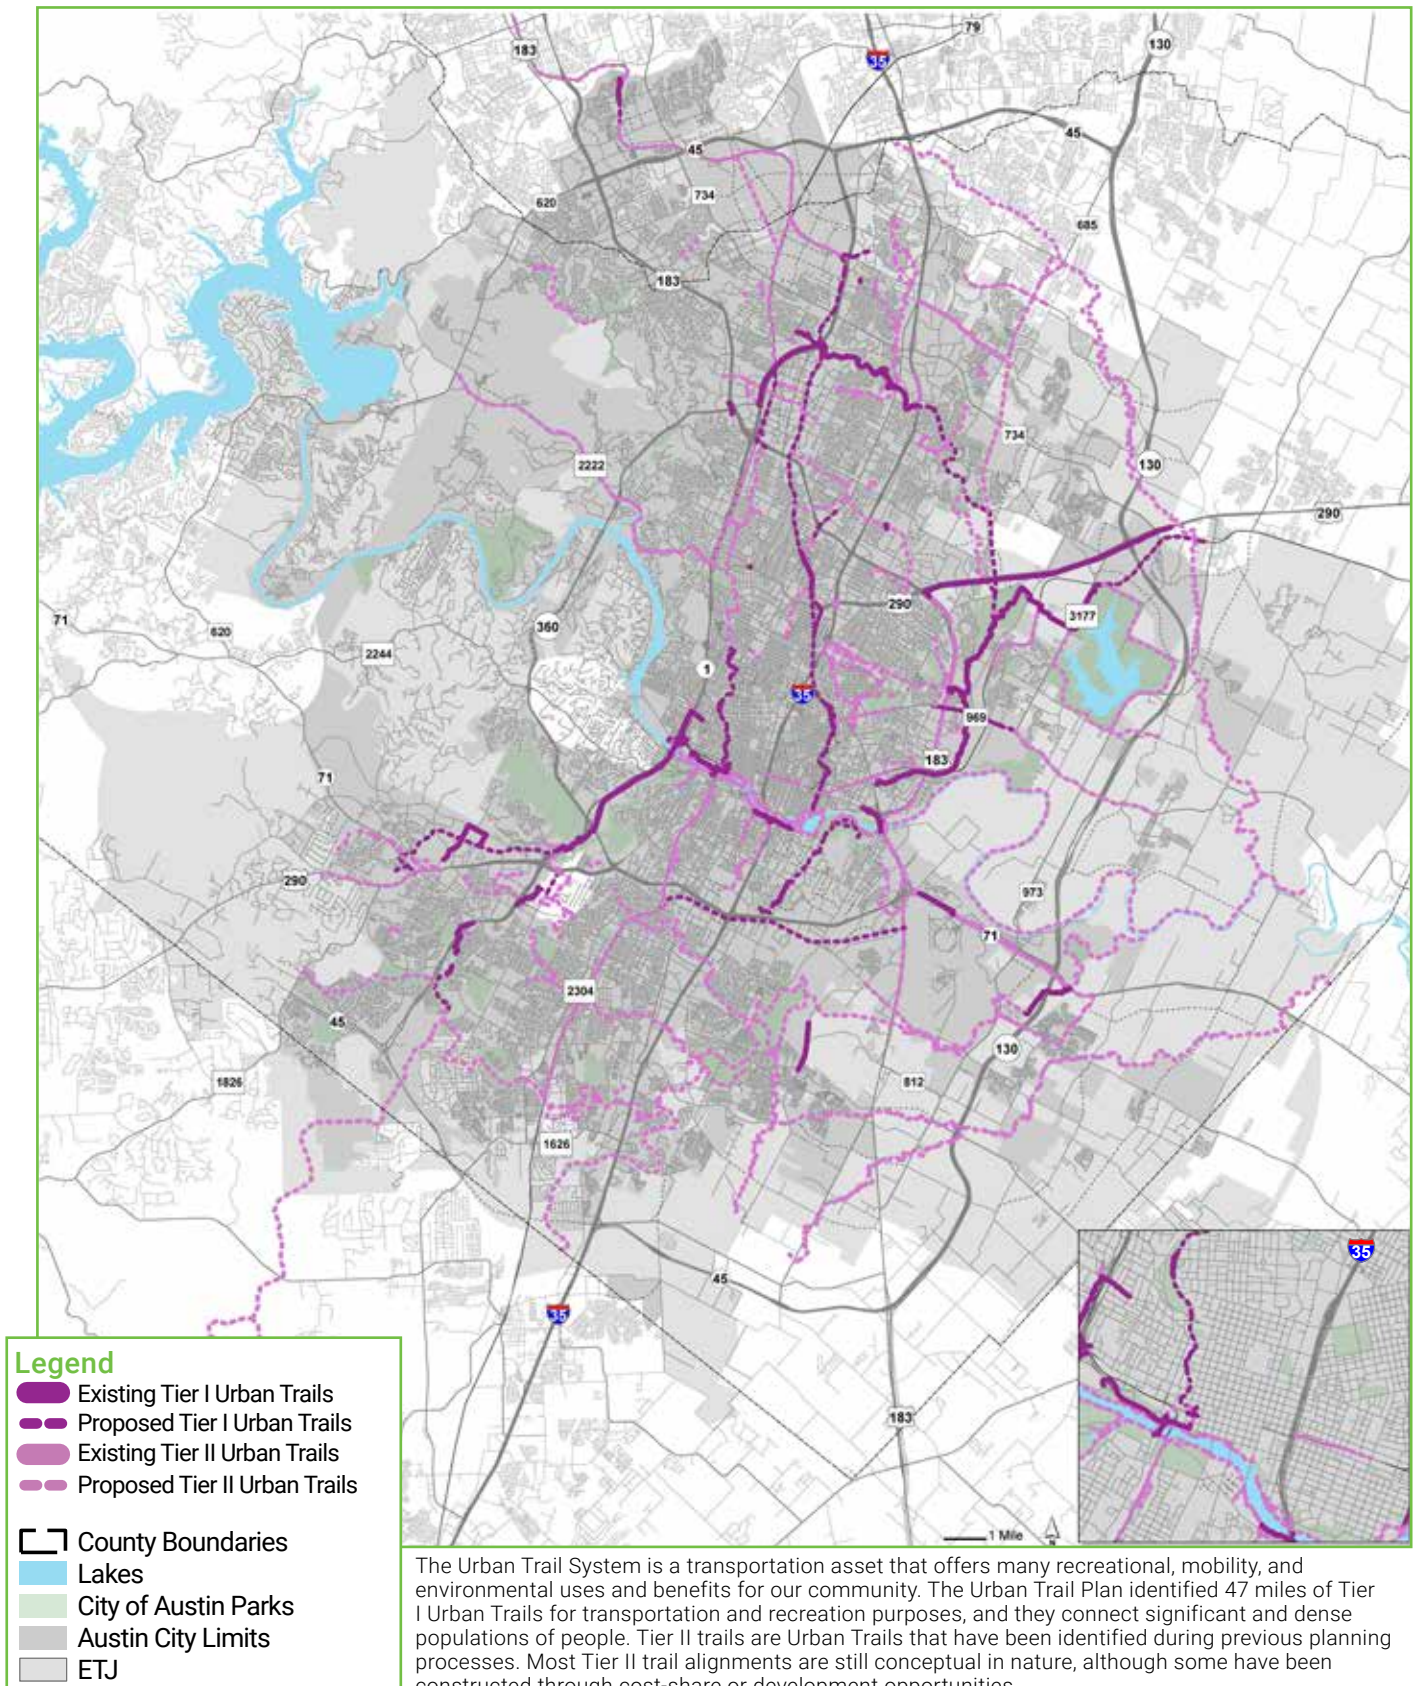 183
79
35
130
45
45
734
620
685
183
2222
734
130
290
71
620
360
2244
290
3177
1
35
969
183
71
290
973
71
2304
45
130
1826
812
1626
45
35
35
183
1 Mile
Legend
Existing Tier I Urban Trails
Proposed Tier I Urban Trails
Existing Tier II Urban Trails
Proposed Tier II Urban Trails
County Boundaries
Lakes
City of Austin Parks
Austin City Limits
ETJ
The Urban Trail System is a transportation asset that offers many recreational, mobility, and
environmental uses and benefits for our community. The Urban Trail Plan identified 47 miles of Tier
I Urban Trails for transportation and recreation purposes, and they connect significant and dense
populations of people. Tier II trails are Urban Trails that have been identified during previous planning
processes. Most Tier II trail alignments are still conceptual in nature, although some have been
constructed through cost-share or development opportunities